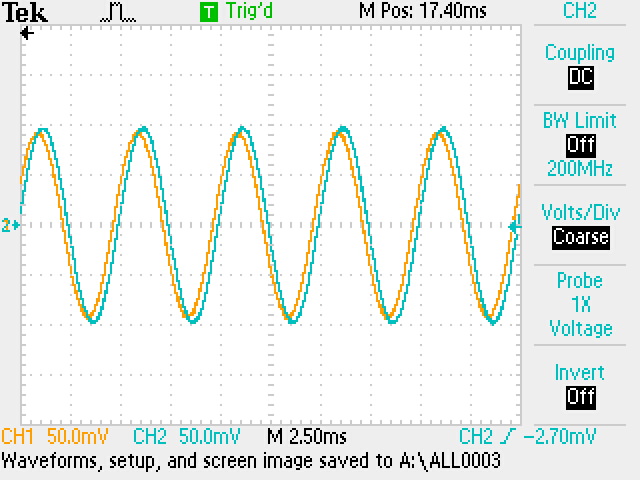 Tek T Trig'd M Pos: 17.40ms CH2
Coupling
DC
BW Limit
Off
200MHz
2
Volts/Div
Coarse
Probe
1X
Voltage
Invert
Off
CH1 50.0mV CH2 50.0mV M 2.50ms CH2 -2.70mV
Waveforms, setup, and screen image saved to A:\ALL0003